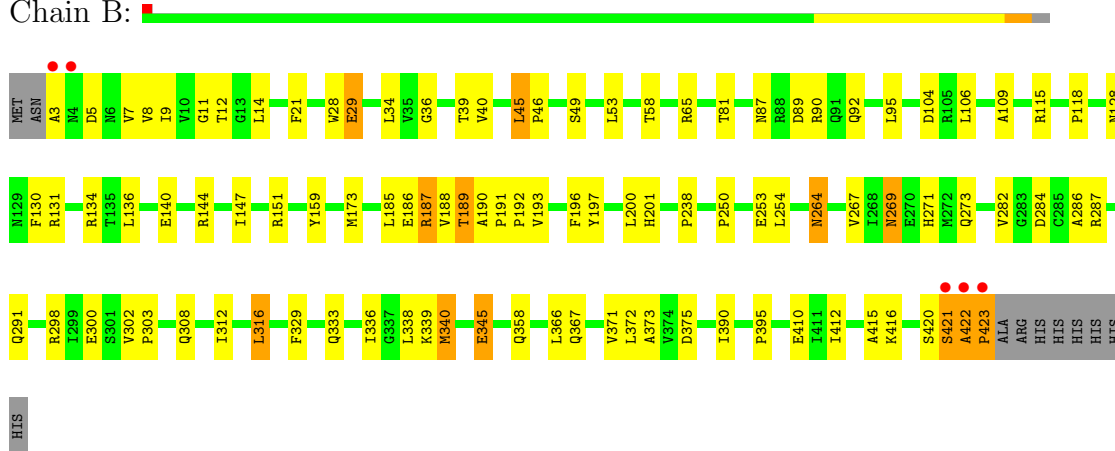 Chain B:
MET ASN A3 N4 D5 N6 V7 V8 I9 V10 G11 T12 G13 L14 F21 W28 E29 L34 V35 G36 T39 V40 L45 P46 S49 L53 T58 R65 T81 N87 R88 D89 R90 Q91 Q92 L95 D104 R105 L106 A109 R115 P118 N128
N129 F130 R131 R134 T135 L136 E140 R144 I147 R151 Y159 M173 L185 E186 R187 V188 T189 A190 P191 P192 V193 F196 Y197 L200 H201 P238 P250 E253 L254 N264 V267 I268 N269 E270 H271 M272 Q273 V282 G283 D284 C285 A286 R287
Q291 R298 I299 E300 S301 V302 P303 Q308 I312 L316 F329 Q333 I336 G337 L338 K339 M340 E345 Q358 L366 Q367 V371 L372 A373 V374 D375 I390 P395 E410 I411 I412 A415 K416 S420 S421 A422 P423 ALA ARG HIS HIS HIS HIS HIS
HIS